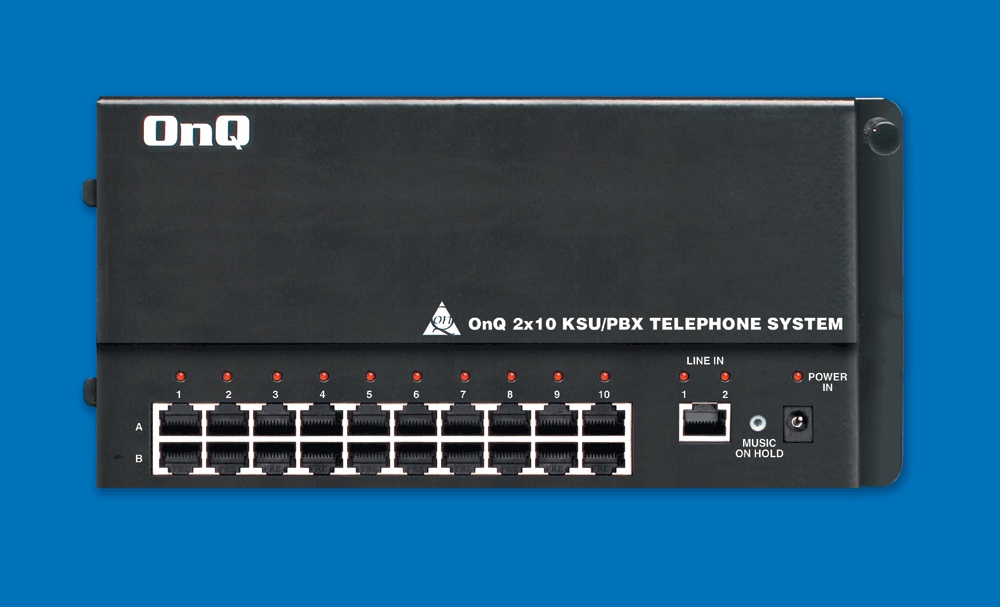 OnQ
OnQ
OnQ 2x10 KSU/PBX TELEPHONE SYSTEM
LINE IN
POWER
IN
1 2 3 4 5 6 7 8 9 10 1 2
A
MUSIC
ON HOLD
B